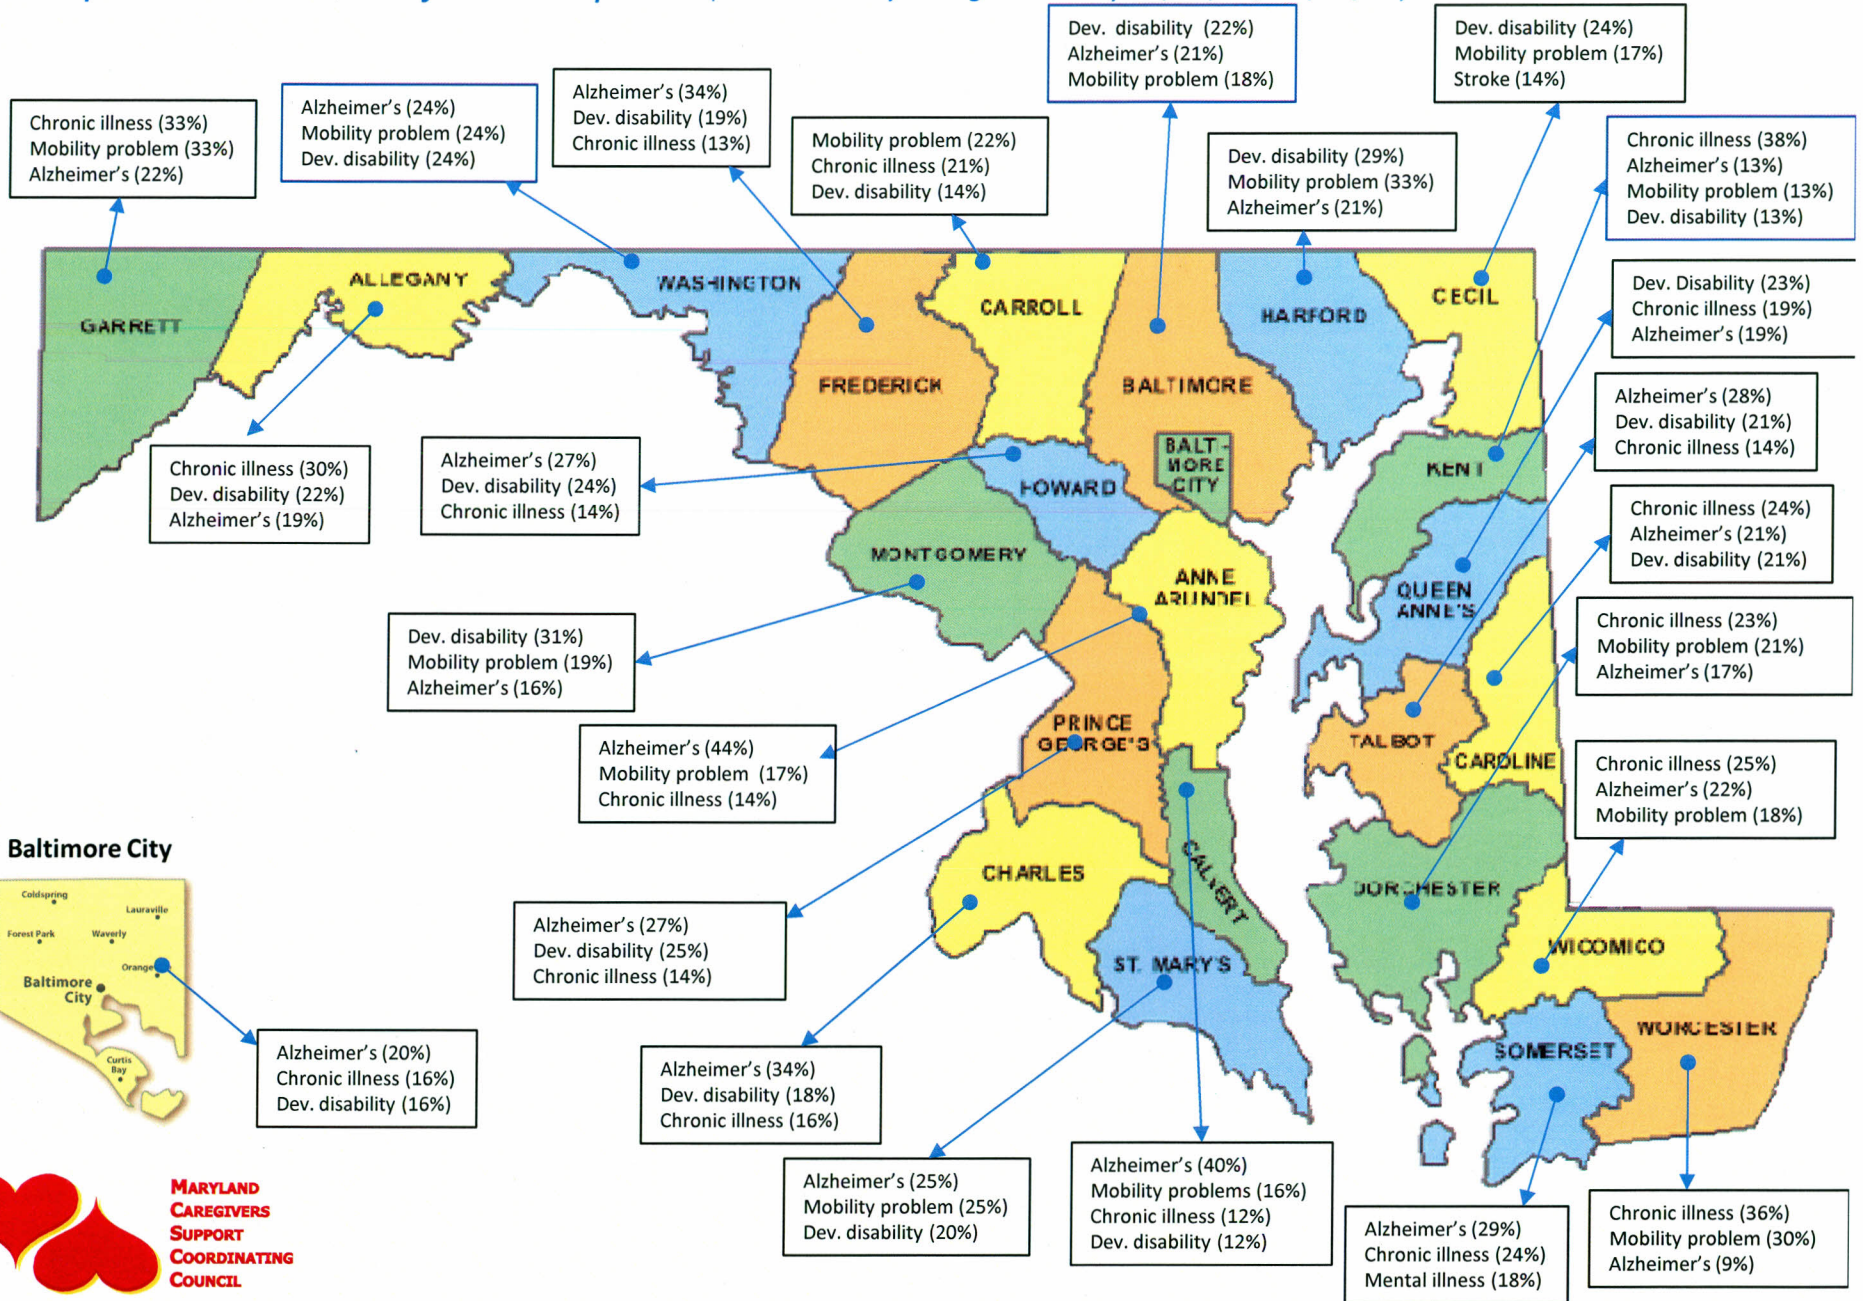 Dev. disability (22%)
Alzheimer's (21%)
Mobility problem (18%)
Dev. disability (24%)
Mobility problem (17%)
Stroke (14%)
Alzheimer's (34%)
Dev. disability (19%)
Chronic illness (13%)
Alzheimer's (24%)
Mobility problem (24%)
Dev. disability (24%)
Chronic illness (33%)
Mobility problem (33%)
Alzheimer's (22%)
Mobility problem (22%)
Chronic illness (21%)
Dev. disability (14%)
Dev. disability (29%)
Mobility problem (33%)
Alzheimer's (21%)
Chronic illness (38%)
Alzheimer's (13%)
Mobility problem (13%)
Dev. disability (13%)
GARRETT
ALLEGANY
WASHINGTON
FREDERICK
CARROLL
BALTIMORE
HARFORD
CECIL
Dev. Disability (23%)
Chronic illness (19%)
Alzheimer's (19%)
Alzheimer's (28%)
Dev. disability (21%)
Chronic illness (14%)
Chronic illness (30%)
Dev. disability (22%)
Alzheimer's (19%)
Alzheimer's (27%)
Dev. disability (24%)
Chronic illness (14%)
HOWARD
BALTI-
MORE
CITY
KENT
MONTGOMERY
ANNE
ARUNDEL
QUEEN
ANNE'S
Chronic illness (24%)
Alzheimer's (21%)
Dev. disability (21%)
Dev. disability (31%)
Mobility problem (19%)
Alzheimer's (16%)
Chronic illness (23%)
Mobility problem (21%)
Alzheimer's (17%)
Alzheimer's (44%)
Mobility problem (17%)
Chronic illness (14%)
PRINCE
GEORGE'S
TALBOT
CAROLINE
Chronic illness (25%)
Alzheimer's (22%)
Mobility problem (18%)
Baltimore City
Coldspring
Lauraville
Forest Park
Waverly
Orange
Baltimore
City
Curtis
Bay
CHARLES
CALVERT
DORCHESTER
ST. MARY'S
WICOMICO
WORCESTER
SOMERSET
Alzheimer's (27%)
Dev. disability (25%)
Chronic illness (14%)
Alzheimer's (20%)
Chronic illness (16%)
Dev. disability (16%)
Alzheimer's (34%)
Dev. disability (18%)
Chronic illness (16%)
Alzheimer's (25%)
Mobility problem (25%)
Dev. disability (20%)
Alzheimer's (40%)
Mobility problems (16%)
Chronic illness (12%)
Dev. disability (12%)
Alzheimer's (29%)
Chronic illness (24%)
Mental illness (18%)
Chronic illness (36%)
Mobility problem (30%)
Alzheimer's (9%)
MARYLAND
CAREGIVERS
SUPPORT
COORDINATING
COUNCIL